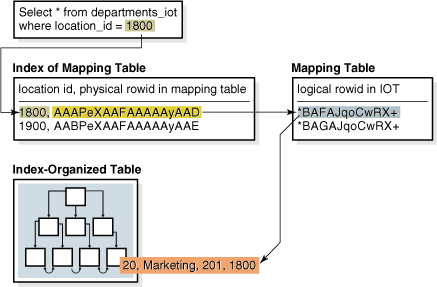 Select * from departments_iot
where location_id = 1800
Index of Mapping Table
location id, physical rowid in mapping table
1800, AAAPeXAAFAAAAAyAAD
1900, AABPeXAAFAAAAAyAAE
Mapping Table
logical rowid in IOT
*BAFAJqoCwRX+
*BAGAJqoCwRX+
Index-Organized Table
20, Marketing, 201, 1800